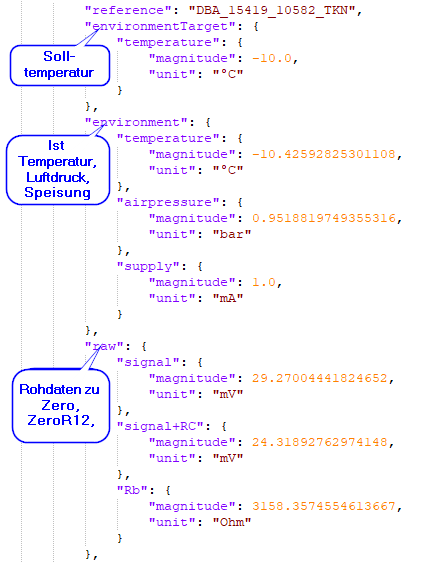 "reference": "DBA_15419_10582_TKN",
"environmentTarget": {
Soll-
temperatur
"temperature": {
"magnitude": -10.0,
"unit": "°C"
}
},
"environment": {
Ist
Temperatur,
Luftdruck,
Speisung
"temperature": {
"magnitude": -10.42592825301108,
"unit": "°C"
},
"airpressure": {
"magnitude": 0.9518819749355316,
"unit": "bar"
},
"supply": {
"magnitude": 1.0,
"unit": "mA"
}
},
"raw": {
Rohdaten zu
Zero,
ZeroR12,
"signal": {
"magnitude": 29.27004441824652,
"unit": "mV"
},
"signal+RC": {
"magnitude": 24.31892762974148,
"unit": "mV"
},
"Rb": {
"magnitude": 3158.3574554613667,
"unit": "Ohm"
}
},